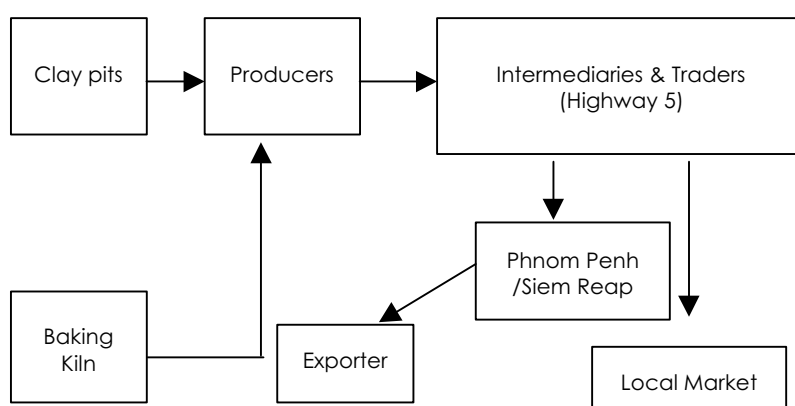 Clay pits
Producers
Intermediaries & Traders
(Highway 5)
Phnom Penh
/Siem Reap
Baking
Kiln
Exporter
Local Market